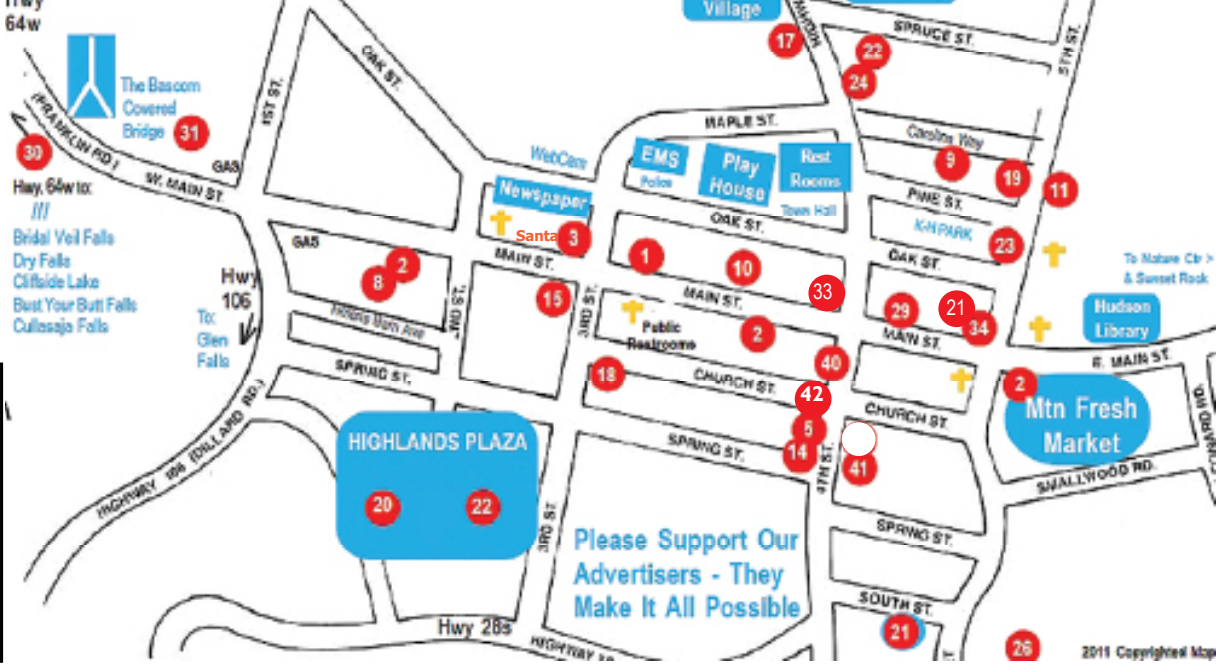 Hwy
64w
Village
17
SPRUCE ST.
5TH ST.
22
24
OAK ST.
1ST ST.
The Bascom
Covered
Bridge
31
(FRANKLIN RD.)
30
W. MAIN ST.
GAS
Hwy. 64w to:
///
Bridal Veil Falls
Dry Falls
Cliffside Lake
Bust Your Butt Falls
Cullasaja Falls
MAPLE ST.
Carolina Way
9
19
11
WebCam
EMS
Police
Play
House
Rest
Rooms
Town Hall
PINE ST.
K-H PARK
23
Newspaper
Santa
3
OAK ST.
OAK ST.
GAS
2
8
MAIN ST.
15
1
10
33
29
21
34
To Nature Ctr >
& Sunset Rock
Hudson
Library
Hwy
106
To:
Glen
Falls
2ND ST.
3RD ST.
MAIN ST.
Public
Restrooms
2
40
MAIN ST.
E. MAIN ST.
SPRING ST.
18
CHURCH ST.
42
CHURCH ST.
2
Mtn Fresh
Market
5
14
41
4TH ST.
SPRING ST.
SMALLWOOD RD.
HIGHWAY 106 (DILLARD RD.)
HIGHLANDS PLAZA
20
22
3RD ST.
SPRING ST.
Please Support Our
Advertisers - They
Make It All Possible
SOUTH ST.
21
Hwy 28s
26
2011 Copyrighted Map